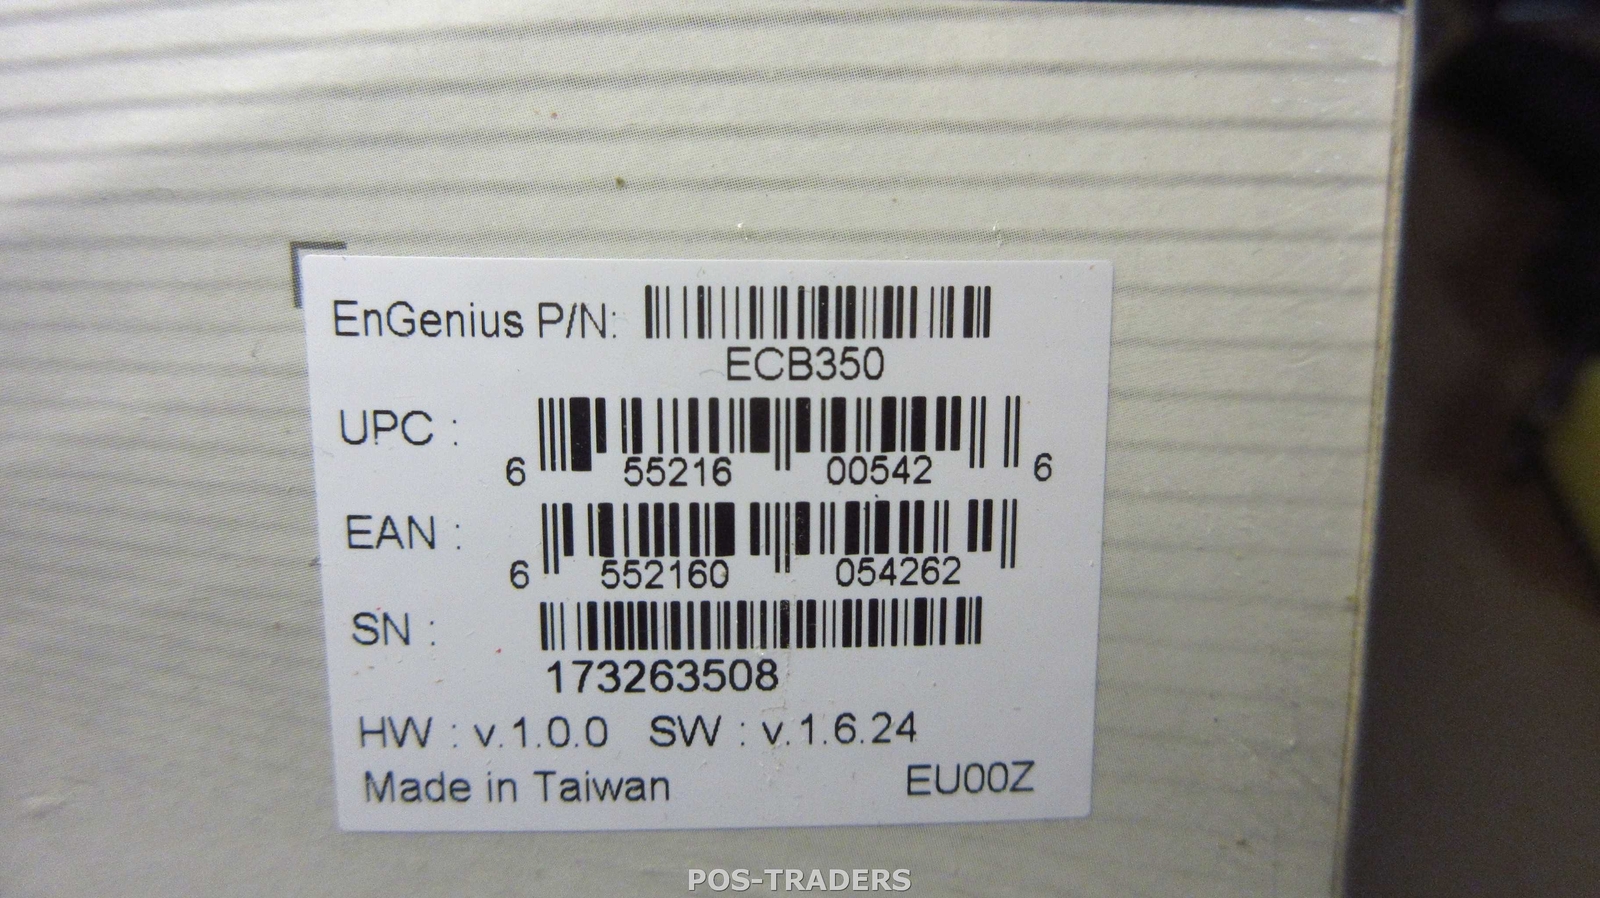 EnGenius P/N:
ECB350
UPC :
6 55216 00542 6
EAN :
6 552160 054262
SN :
173263508
HW : v.1.0.0 SW : v.1.6.24
Made in Taiwan EU00Z
POS-TRADERS